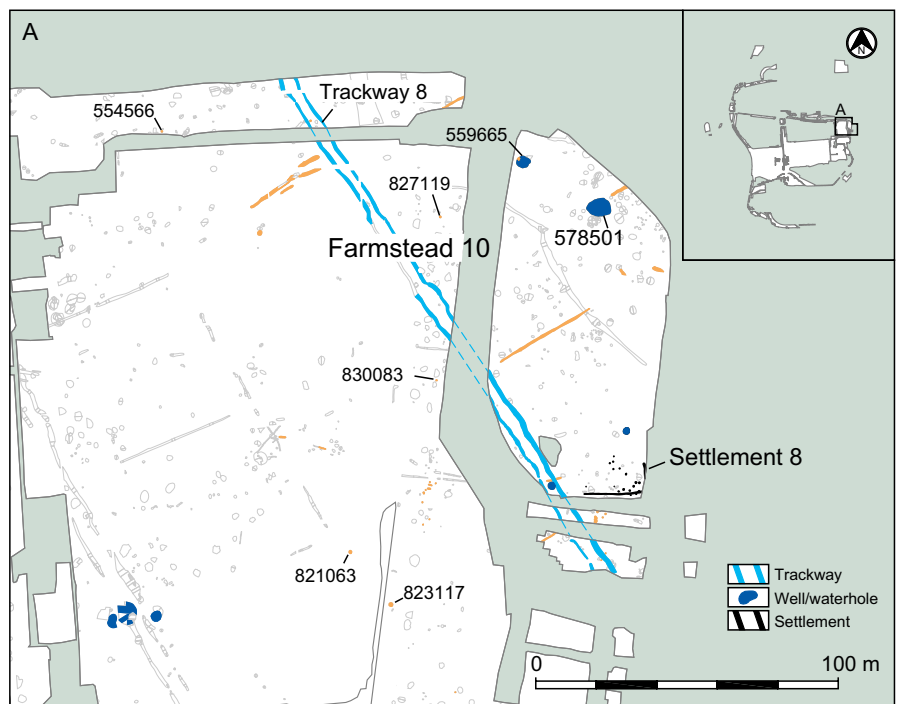 A
N
A
Trackway 8
554566
559665
827119
578501
Farmstead 10
830083
Settlement 8
821063
823117
Trackway
Well/waterhole
Settlement
0
100 m